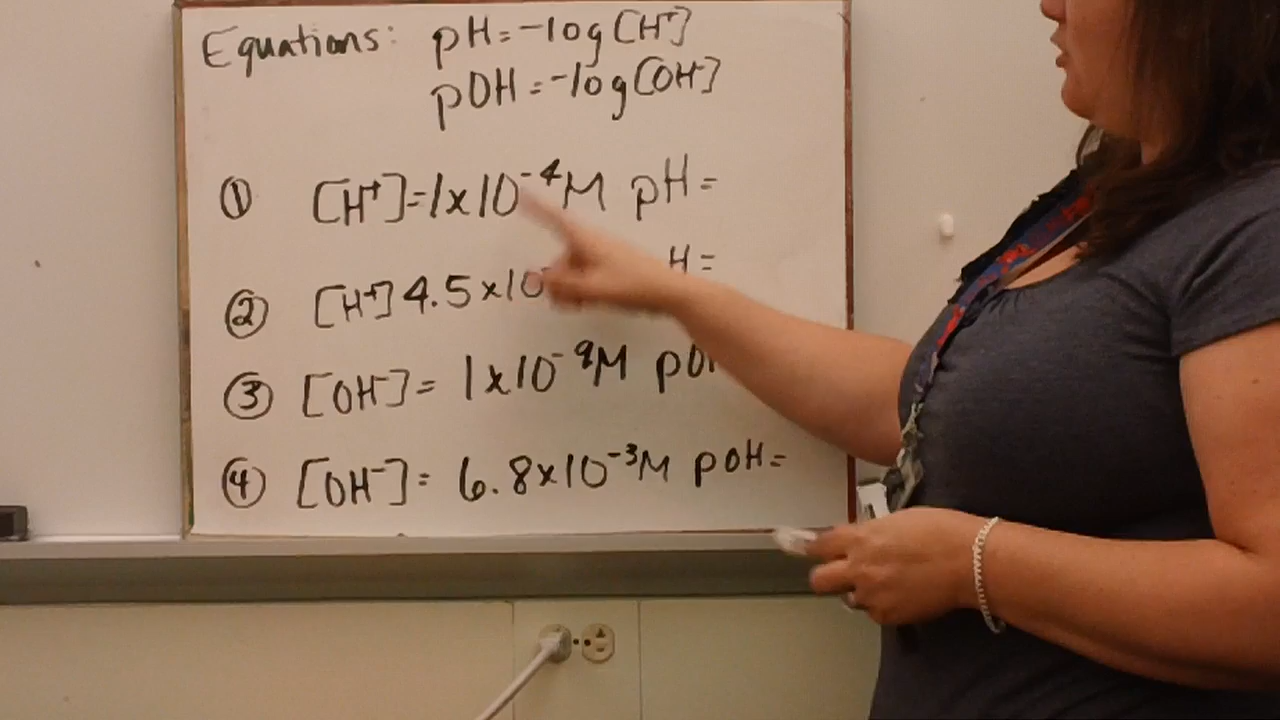 Equations: pH=-log[H⁺]
pOH=-log[OH⁻]
① [H⁺]=1x10⁻⁴M pH=
② [H⁺] 4.5x10 H=
③ [OH⁻]= 1x10⁻⁹M pOH
④ [OH⁻]= 6.8x10⁻³M pOH=